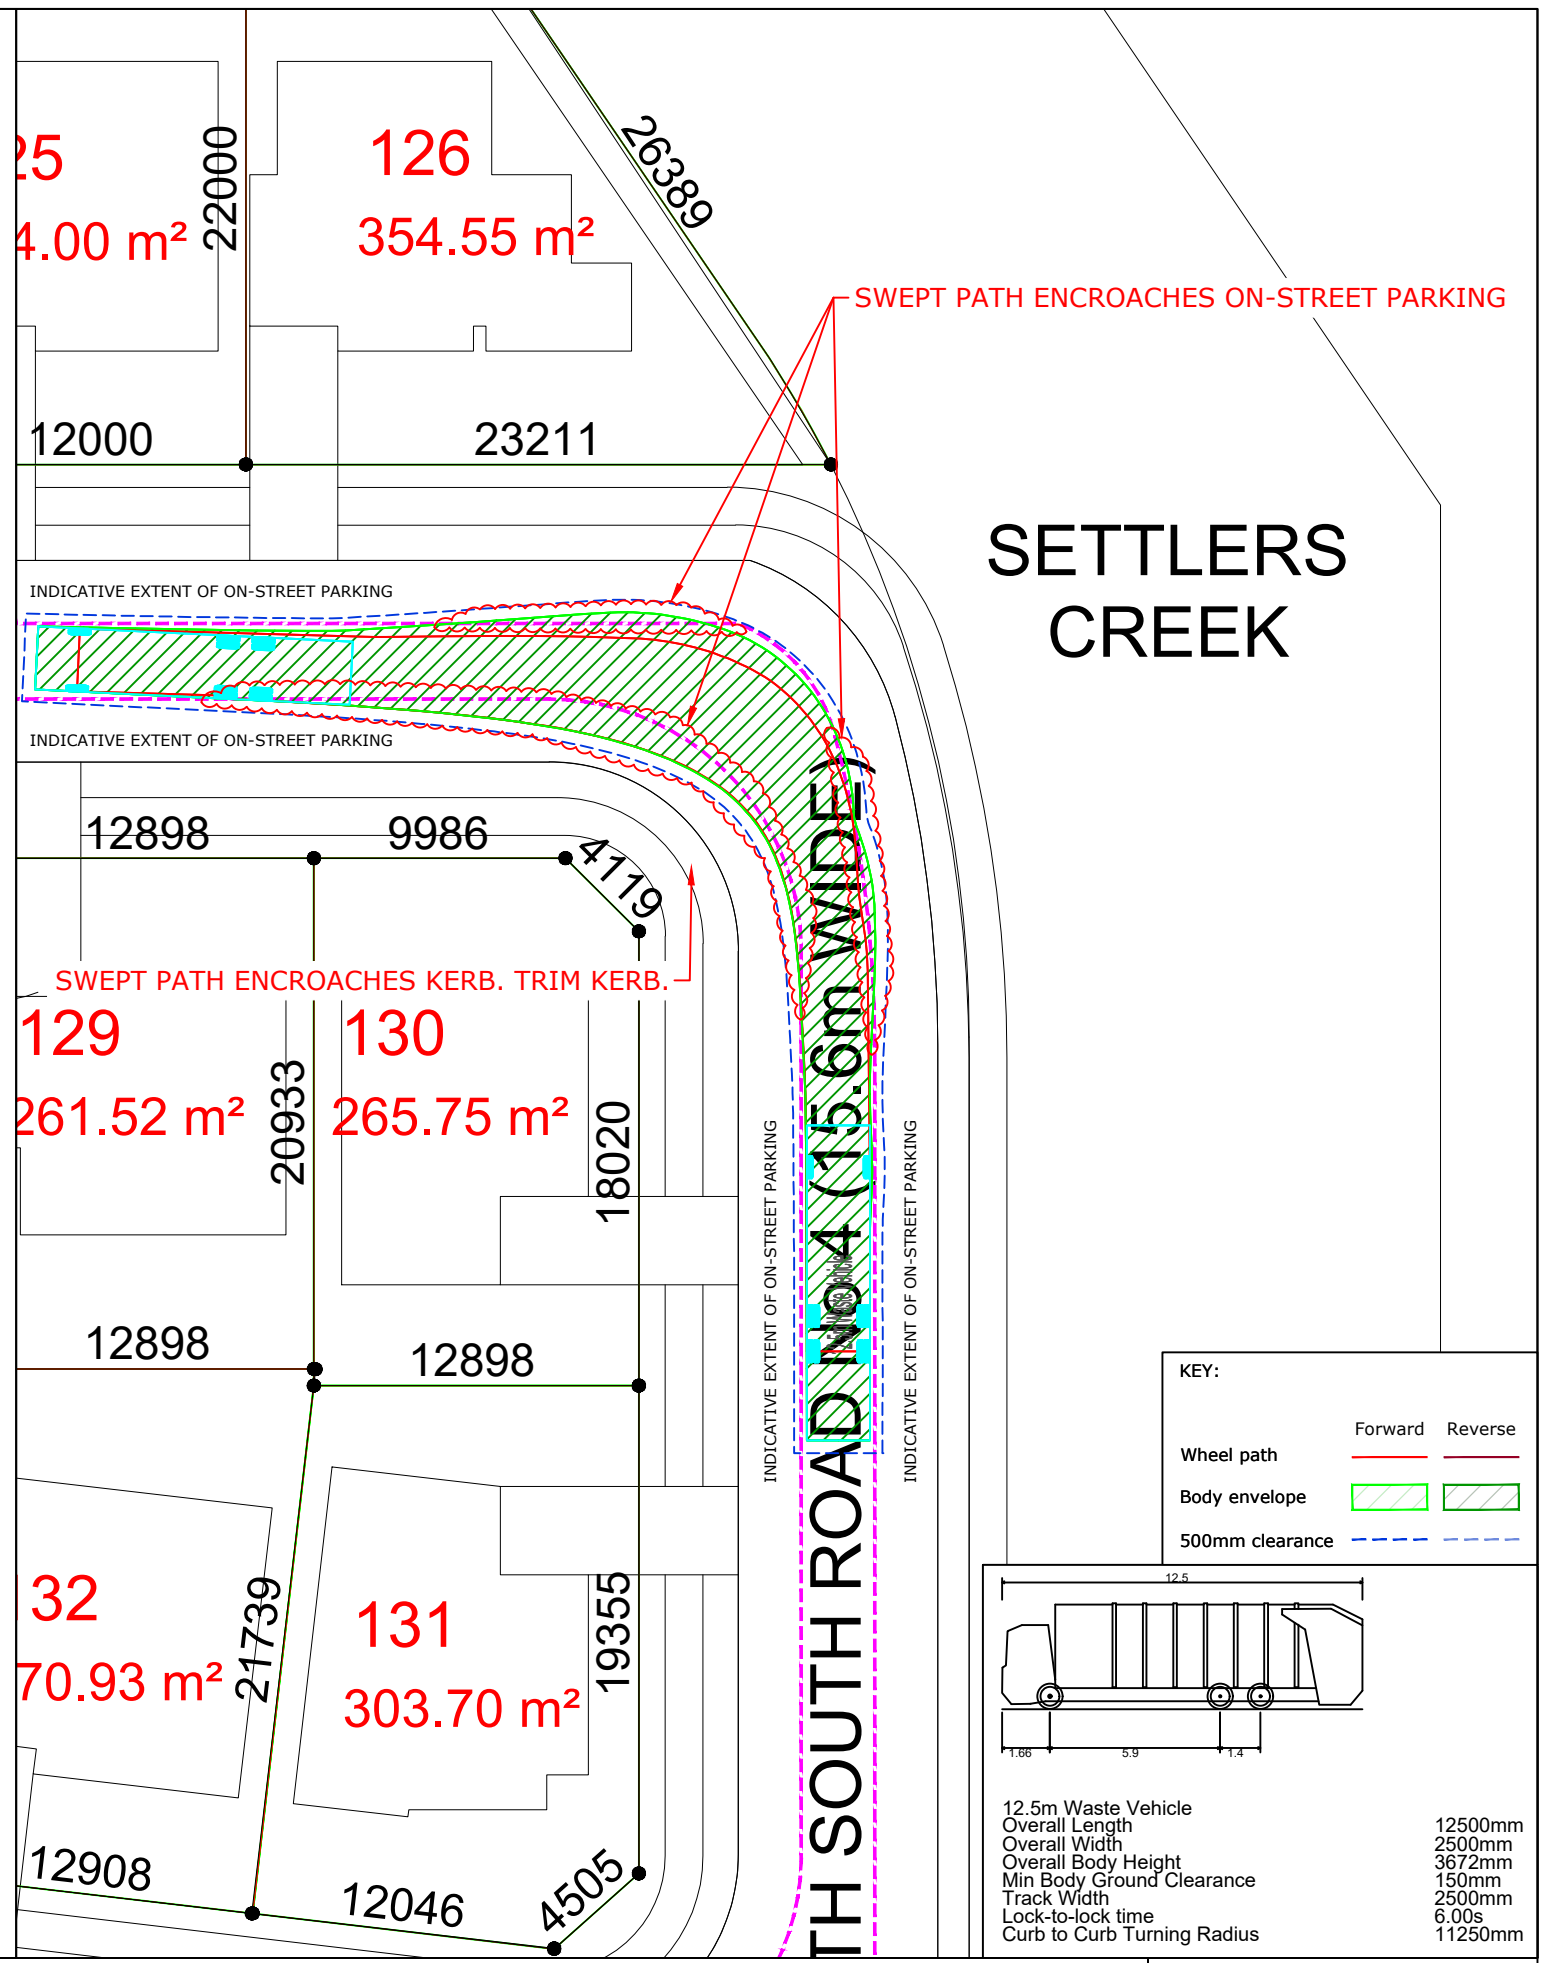 25
4.00 m²
22000
126
354.55 m²
26389
SWEPT PATH ENCROACHES ON-STREET PARKING
12000
23211
SETTLERS
CREEK
INDICATIVE EXTENT OF ON-STREET PARKING
INDICATIVE EXTENT OF ON-STREET PARKING
12898
9986
4119
SWEPT PATH ENCROACHES KERB. TRIM KERB.
129
261.52 m²
20933
130
265.75 m²
18020
INDICATIVE EXTENT OF ON-STREET PARKING
TH SOUTH ROAD No 4 (15.6m WIDE)
INDICATIVE EXTENT OF ON-STREET PARKING
12898
12898
32
70.93 m²
21739
131
303.70 m²
19355
12908
12046
4505
KEY:
Forward Reverse
Wheel path
Body envelope
500mm clearance
12.5
1.66 5.9 1.4
12.5m Waste Vehicle
Overall Length 12500mm
Overall Width 2500mm
Overall Body Height 3672mm
Min Body Ground Clearance 150mm
Track Width 2500mm
Lock-to-lock time 6.00s
Curb to Curb Turning Radius 11250mm